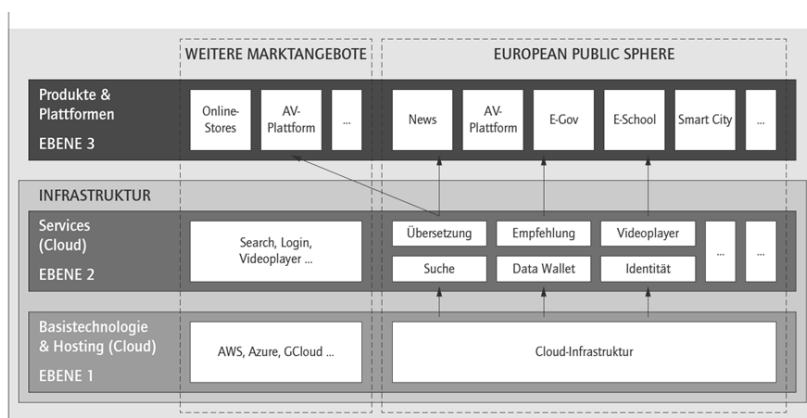 WEITERE MARKTANGEBOTE
EUROPEAN PUBLIC SPHERE
Produkte &
Plattformen
EBENE 3
Online-
Stores
AV-
Plattform
...
News
AV-
Plattform
E-Gov
E-School
Smart City
...
INFRASTRUKTUR
Services
(Cloud)
EBENE 2
Search, Login,
Videoplayer ...
Übersetzung
Empfehlung
Videoplayer
Suche
Data Wallet
Identität
...
...
Basistechnologie
& Hosting (Cloud)
EBENE 1
AWS, Azure, GCloud ...
Cloud-Infrastruktur